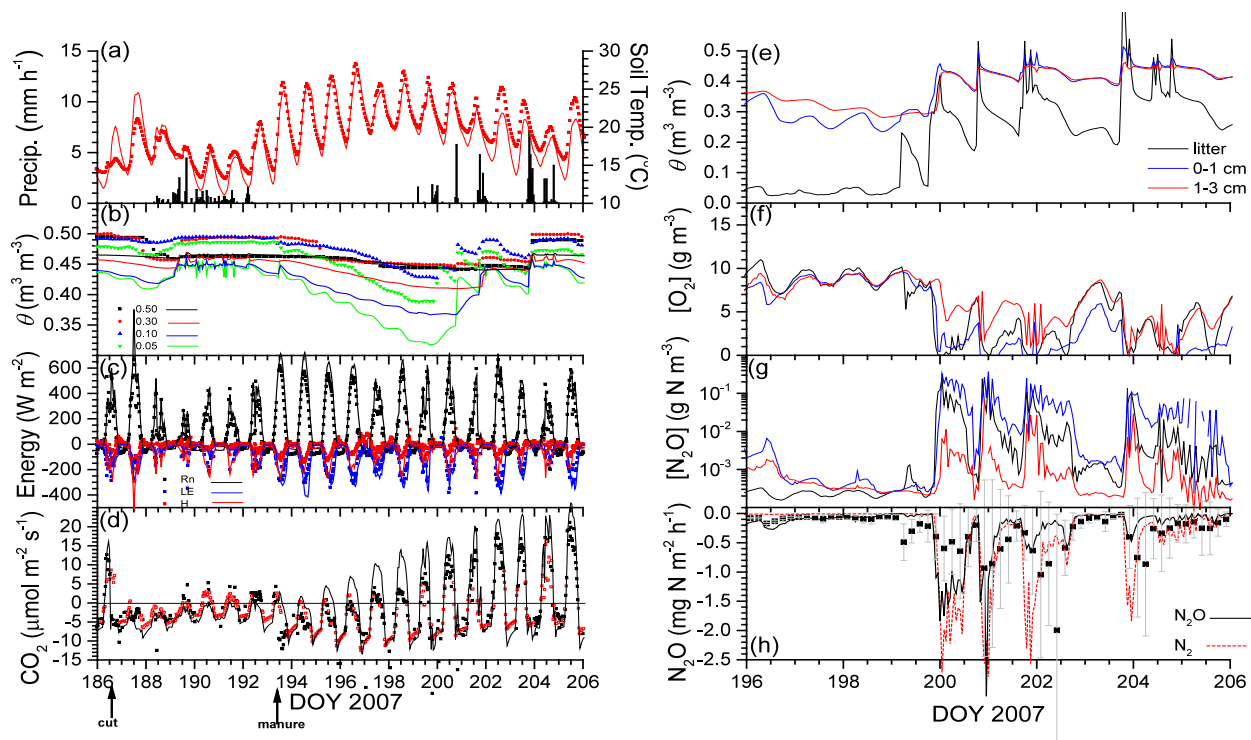 (a)
15
10
5
0
Precip. (mm h⁻¹)
30
25
20
15
10
Soil Temp. (°C)
(b)
0.50
0.45
0.40
0.35
θ (m³ m⁻³)
0.50
0.30
0.10
0.05
(c)
600
400
200
0
-200
-400
Energy (W m⁻²)
Rn
LE
H
(d)
20
15
10
5
0
-5
-10
-15
CO₂ (μmol m⁻² s⁻¹)
186 188 190 192 194 196 198 200 202 204 206
DOY 2007
cut
manure
(e)
0.5
0.4
0.3
0.2
0.1
0.0
θ (m³ m⁻³)
litter
0-1 cm
1-3 cm
(f)
10
5
0
[O₂] (g m⁻³)
(g)
10⁻¹
10⁻²
10⁻³
[N₂O] (g N m⁻³)
0.0
-0.5
-1.0
-1.5
-2.0
-2.5
N₂O (mg N m⁻² h⁻¹)
N₂O
N₂
(h)
196 198 200 202 204 206
DOY 2007